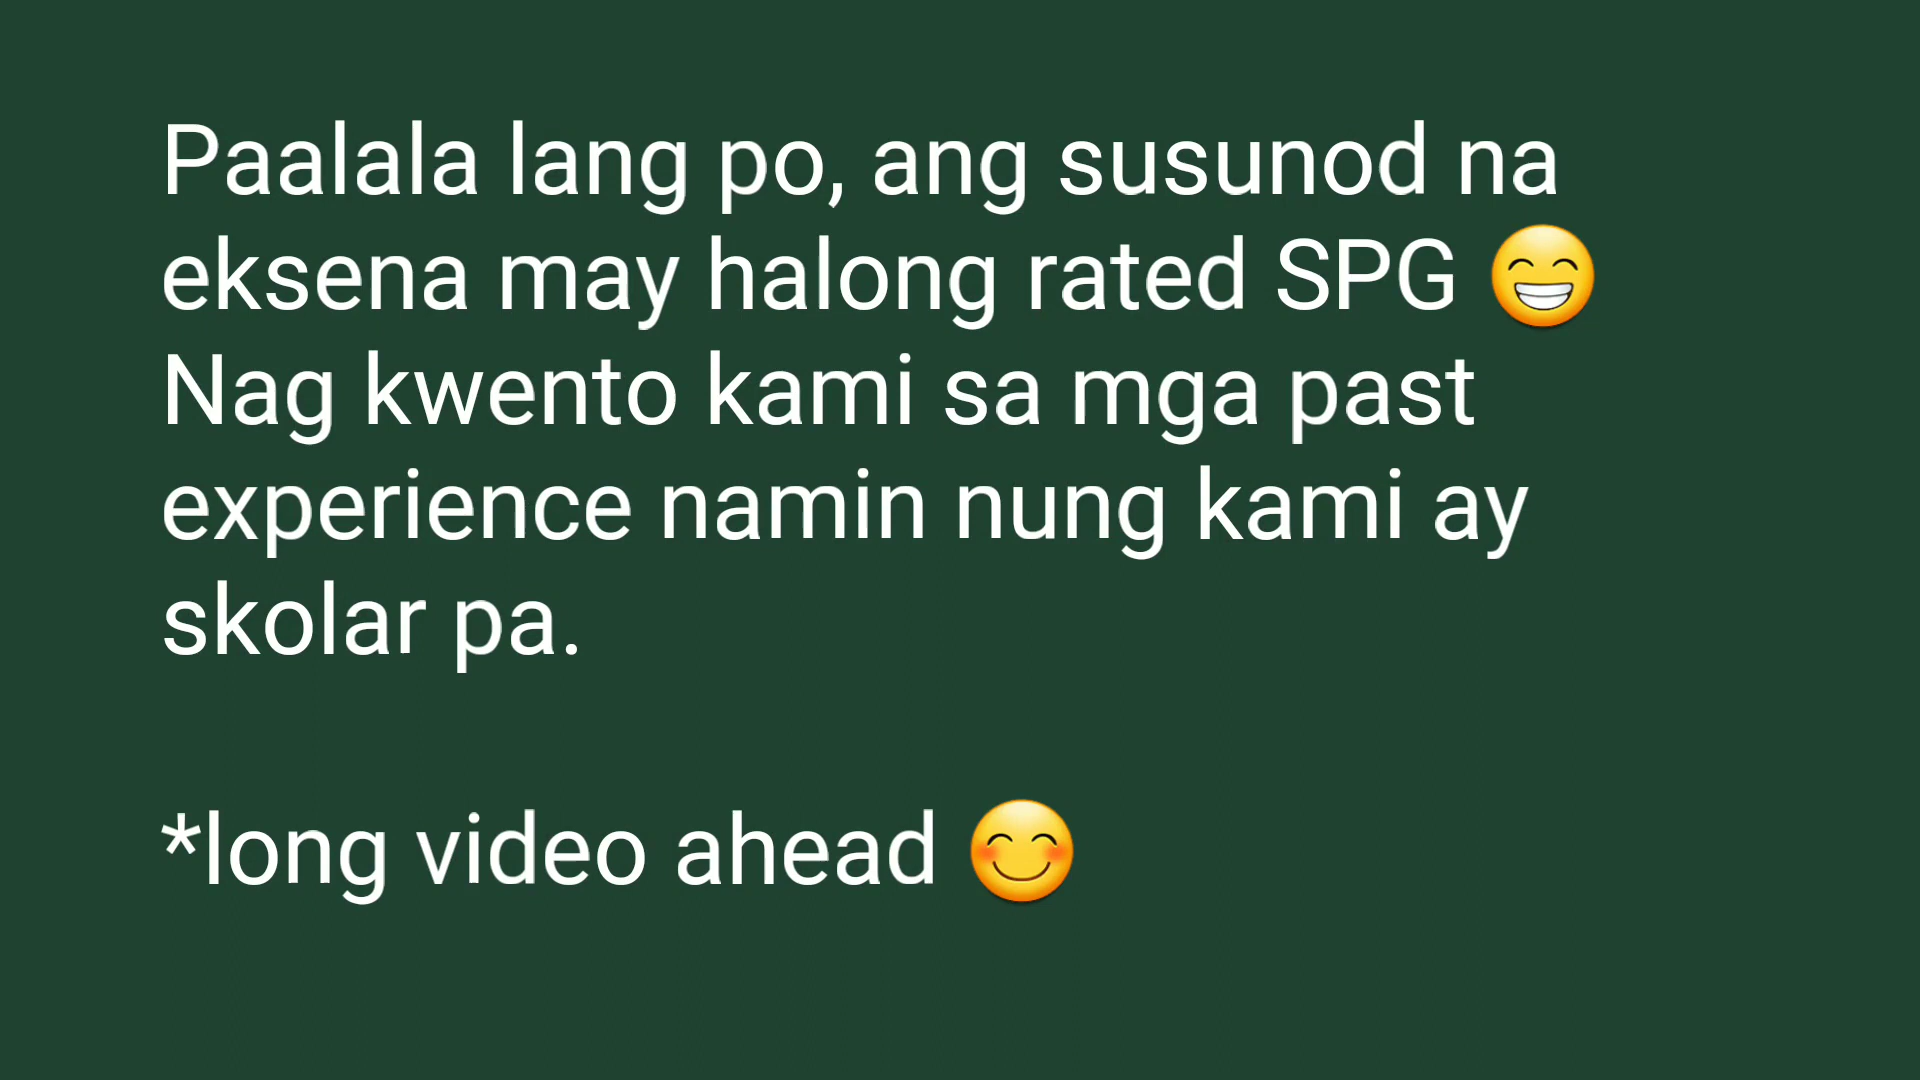 Paalala lang po, ang susunod na
eksena may halong rated SPG 😁
Nag kwento kami sa mga past
experience namin nung kami ay
skolar pa.
*long video ahead 😊